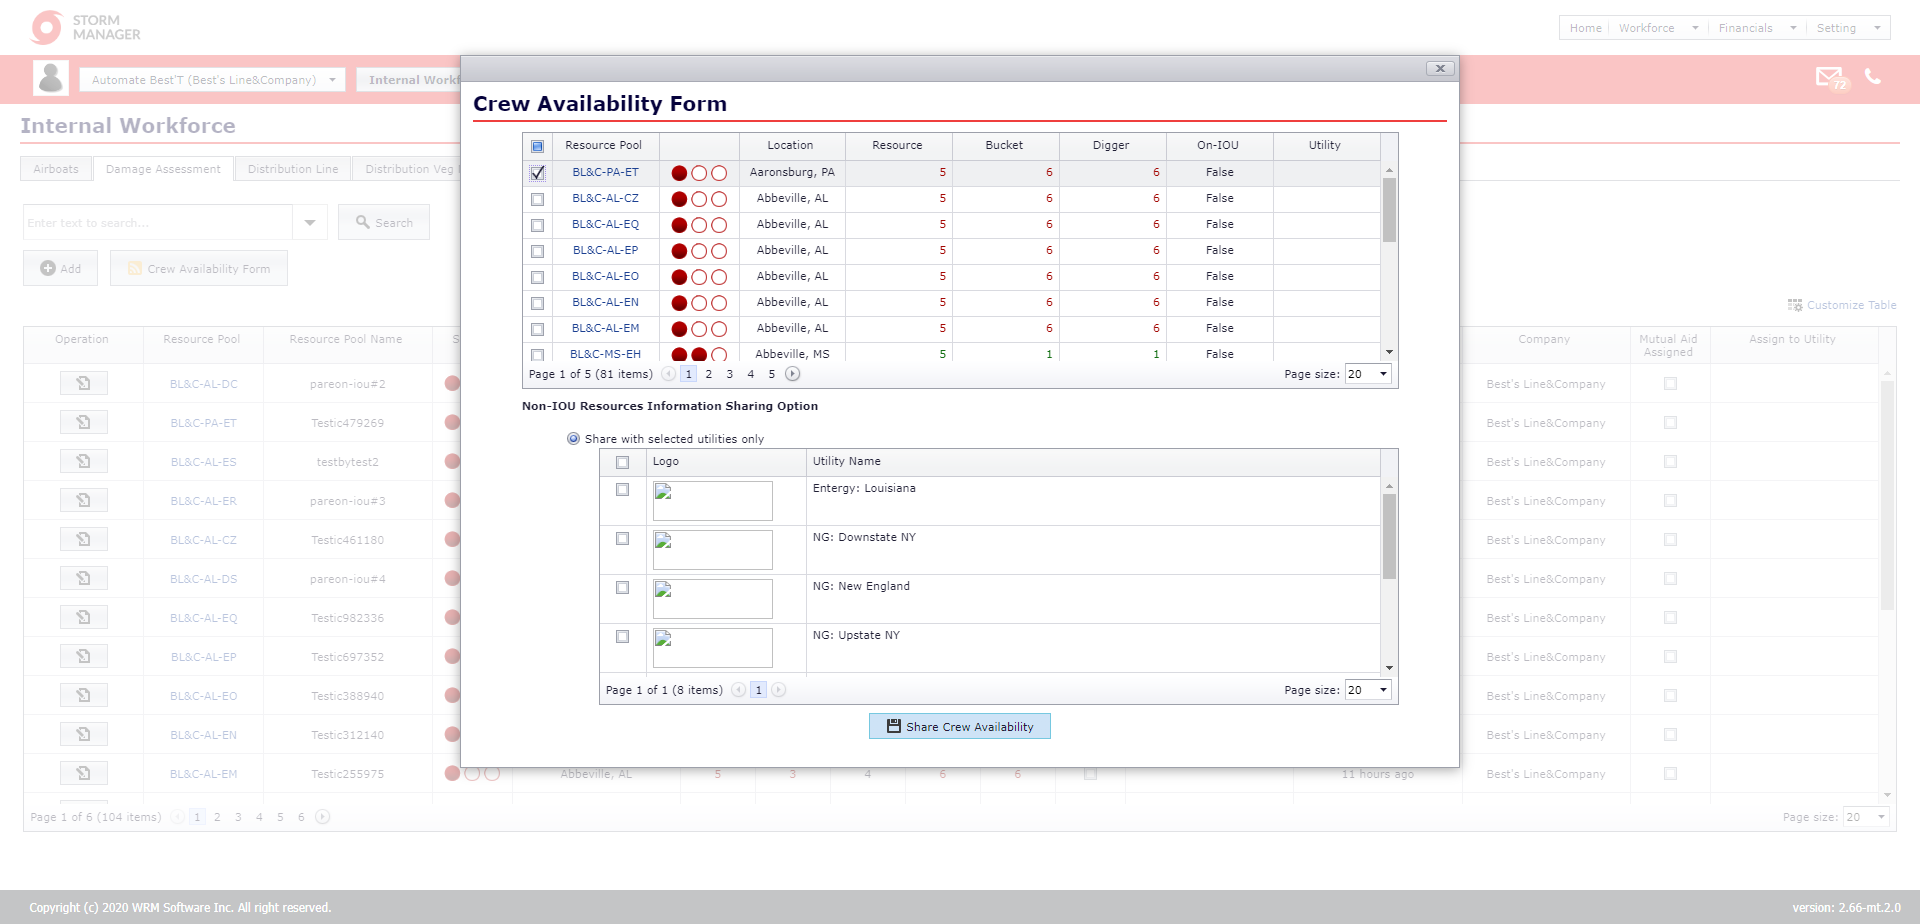 STORM
MANAGER
Home Workforce Financials Setting
Automate Best'T (Best's Line&Company) Internal Workf
72
Internal Workforce
Airboats Damage Assessment Distribution Line Distribution Veg
Enter text to search... Search
Add Crew Availability Form
Customize Table
Operation Resource Pool Resource Pool Name S Company Mutual Aid Assigned Assign to Utility
BL&C-AL-DC pareon-iou#2 Best's Line&Company
BL&C-PA-ET Testic479269 Best's Line&Company
BL&C-AL-ES testbytest2 Best's Line&Company
BL&C-AL-ER pareon-iou#3 Best's Line&Company
BL&C-AL-CZ Testic461180 Best's Line&Company
BL&C-AL-DS pareon-iou#4 Best's Line&Company
BL&C-AL-EQ Testic982336 Best's Line&Company
BL&C-AL-EP Testic697352 Best's Line&Company
BL&C-AL-EO Testic388940 Best's Line&Company
BL&C-AL-EN Testic312140 Best's Line&Company
BL&C-AL-EM Testic255975 Abbeville, AL 5 3 4 6 6 11 hours ago Best's Line&Company
Page 1 of 6 (104 items) 1 2 3 4 5 6 Page size: 20
Crew Availability Form
Resource Pool Location Resource Bucket Digger On-IOU Utility
BL&C-PA-ET Aaronsburg, PA 5 6 6 False
BL&C-AL-CZ Abbeville, AL 5 6 6 False
BL&C-AL-EQ Abbeville, AL 5 6 6 False
BL&C-AL-EP Abbeville, AL 5 6 6 False
BL&C-AL-EO Abbeville, AL 5 6 6 False
BL&C-AL-EN Abbeville, AL 5 6 6 False
BL&C-AL-EM Abbeville, AL 5 6 6 False
BL&C-MS-EH Abbeville, MS 5 1 1 False
Page 1 of 5 (81 items) 1 2 3 4 5 Page size: 20
Non-IOU Resources Information Sharing Option
Share with selected utilities only
Logo Utility Name
Entergy: Louisiana
NG: Downstate NY
NG: New England
NG: Upstate NY
Page 1 of 1 (8 items) 1 Page size: 20
Share Crew Availability
Copyright (c) 2020 WRM Software Inc. All right reserved. version: 2.66-mt.2.0